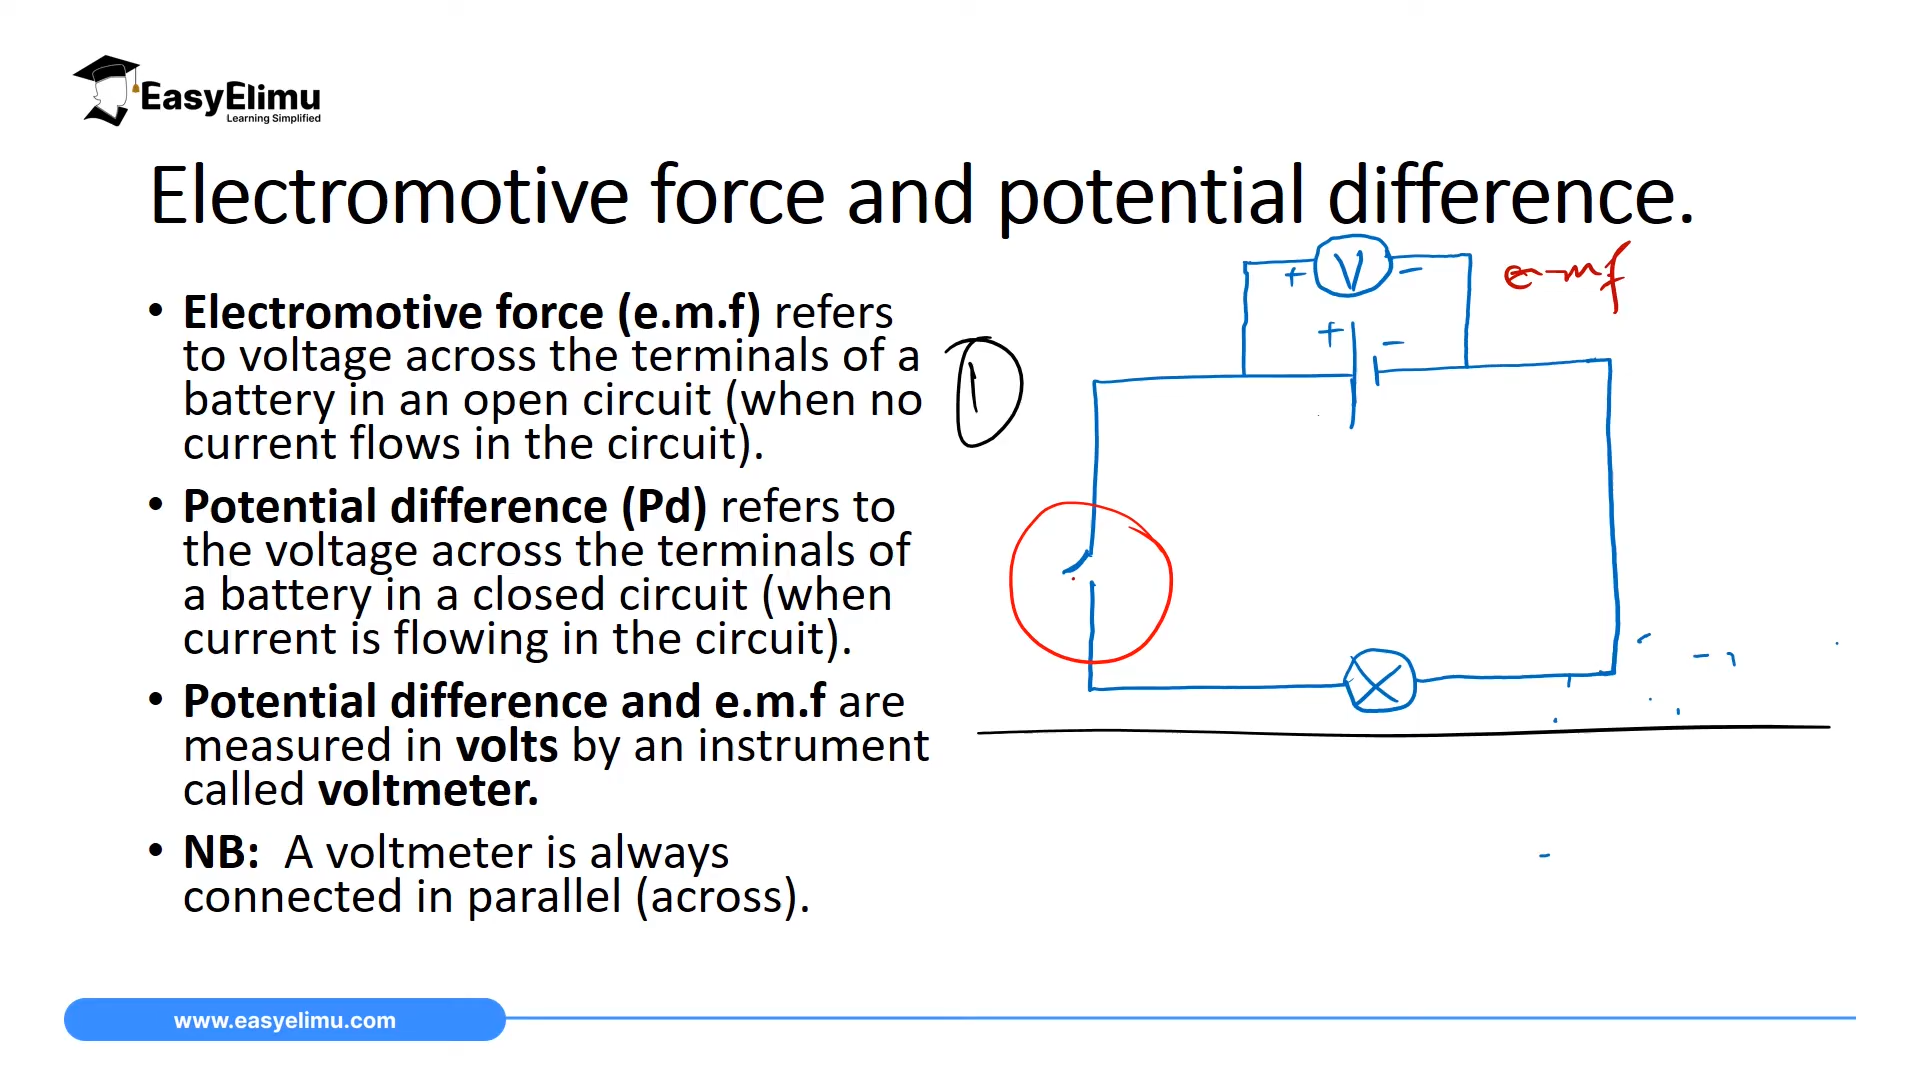 EasyElimu
Learning Simplified
Electromotive force and potential difference.
• Electromotive force (e.m.f) refers
to voltage across the terminals of a
battery in an open circuit (when no
current flows in the circuit).
• Potential difference (Pd) refers to
the voltage across the terminals of
a battery in a closed circuit (when
current is flowing in the circuit).
• Potential difference and e.m.f are
measured in volts by an instrument
called voltmeter.
• NB: A voltmeter is always
connected in parallel (across).
1
+ V -
e-mf
+ -
www.easyelimu.com